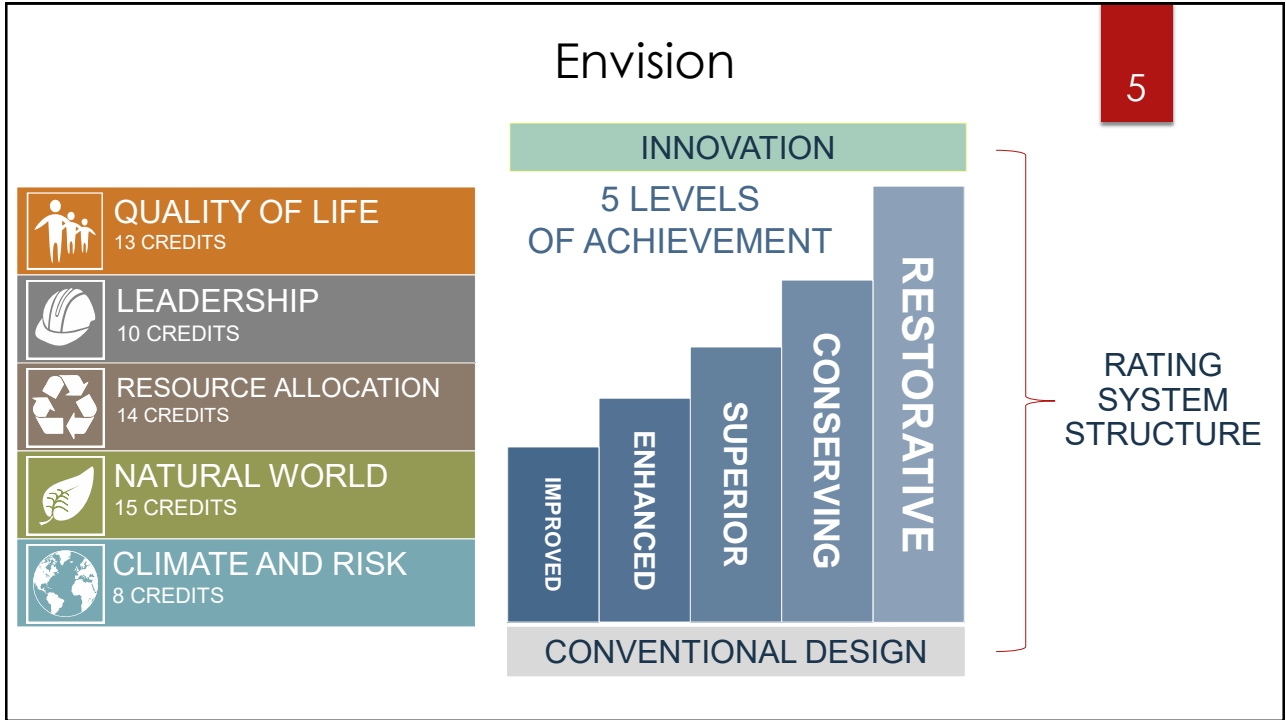 Envision
5
QUALITY OF LIFE
13 CREDITS
LEADERSHIP
10 CREDITS
RESOURCE ALLOCATION
14 CREDITS
NATURAL WORLD
15 CREDITS
CLIMATE AND RISK
8 CREDITS
INNOVATION
5 LEVELS
OF ACHIEVEMENT
IMPROVED
ENHANCED
SUPERIOR
CONSERVING
RESTORATIVE
CONVENTIONAL DESIGN
RATING
SYSTEM
STRUCTURE